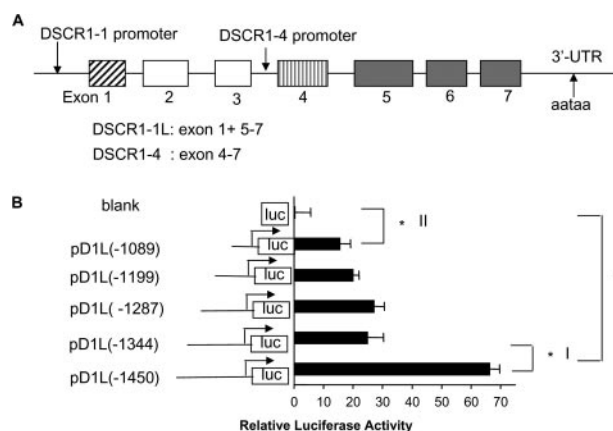 A
DSCR1-1 promoter
DSCR1-4 promoter
3'-UTR
Exon 1 2 3 4 5 6 7
aataa
DSCR1-1L: exon 1+ 5-7
DSCR1-4 : exon 4-7
B
blank luc
* II
pD1L(-1089) luc
pD1L(-1199) luc
pD1L( -1287) luc
pD1L(-1344) luc
* I
pD1L(-1450) luc
0 10 20 30 40 50 60 70
Relative Luciferase Activity